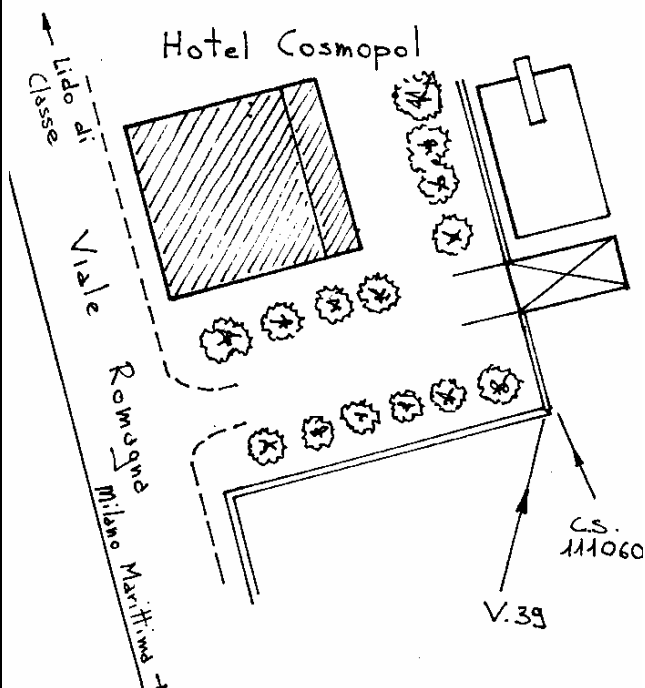 Hotel Cosmopol
Lido di
Classe
Viale Romagna
Milano Marittima
C.S.
111060
V.39